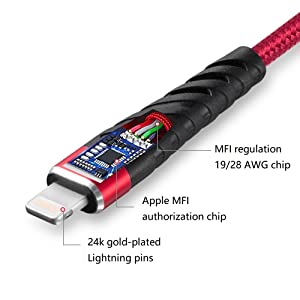 MFI regulation
19/28 AWG chip
Apple MFI
authorization chip
24k gold-plated
Lightning pins